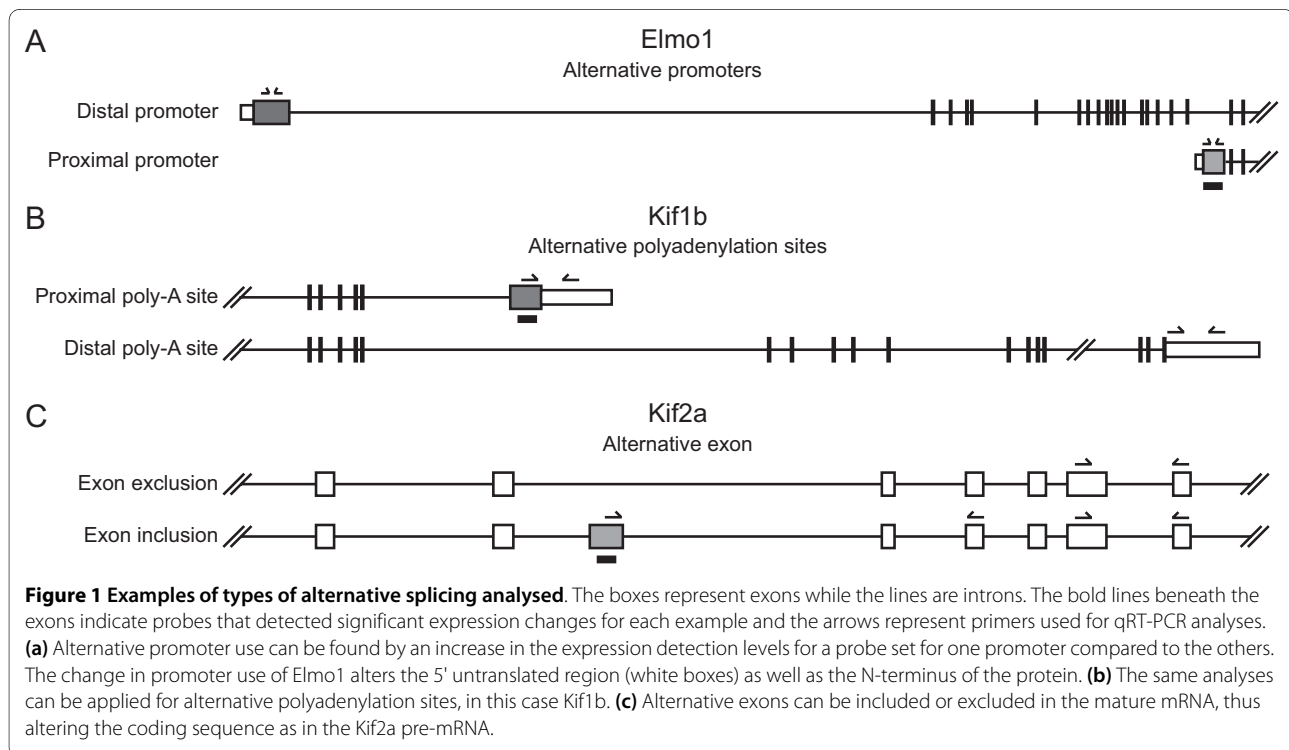 A
Elmo1
Alternative promoters
Distal promoter
Proximal promoter
B
Kif1b
Alternative polyadenylation sites
Proximal poly-A site
Distal poly-A site
C
Kif2a
Alternative exon
Exon exclusion
Exon inclusion
Figure 1 Examples of types of alternative splicing analysed. The boxes represent exons while the lines are introns. The bold lines beneath the
exons indicate probes that detected significant expression changes for each example and the arrows represent primers used for qRT-PCR analyses.
(a) Alternative promoter use can be found by an increase in the expression detection levels for a probe set for one promoter compared to the others.
The change in promoter use of Elmo1 alters the 5' untranslated region (white boxes) as well as the N-terminus of the protein. (b) The same analyses
can be applied for alternative polyadenylation sites, in this case Kif1b. (c) Alternative exons can be included or excluded in the mature mRNA, thus
altering the coding sequence as in the Kif2a pre-mRNA.